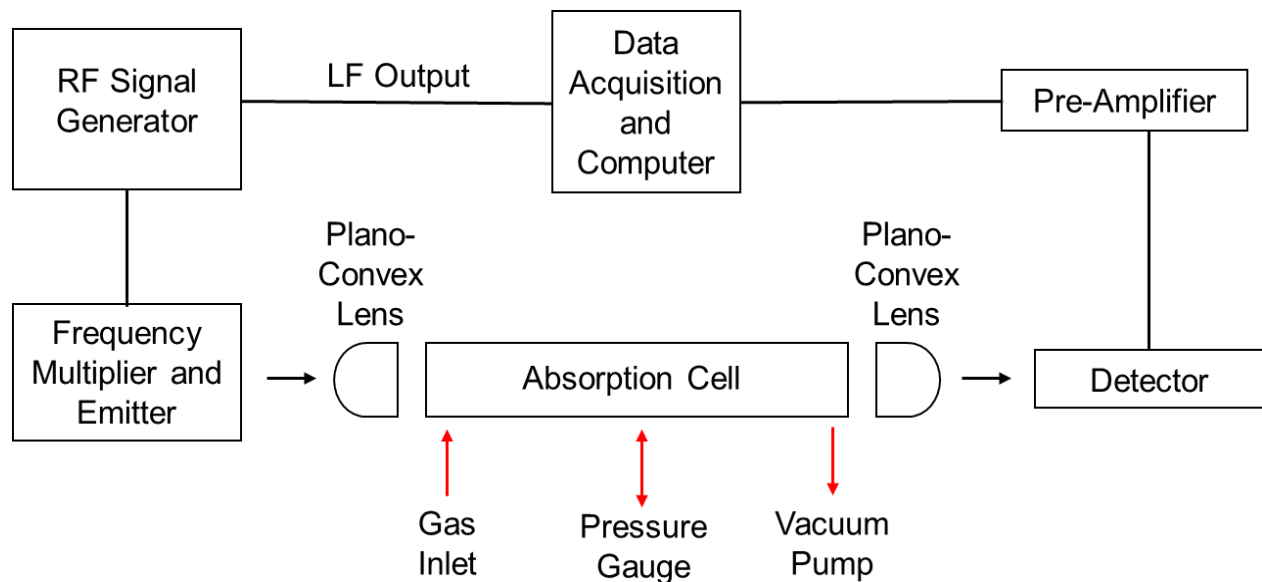 RF Signal
Generator
LF Output
Data
Acquisition
and
Computer
Pre-Amplifier
Plano-
Convex
Lens
Plano-
Convex
Lens
Frequency
Multiplier and
Emitter
Absorption Cell
Detector
Gas
Inlet
Pressure
Gauge
Vacuum
Pump